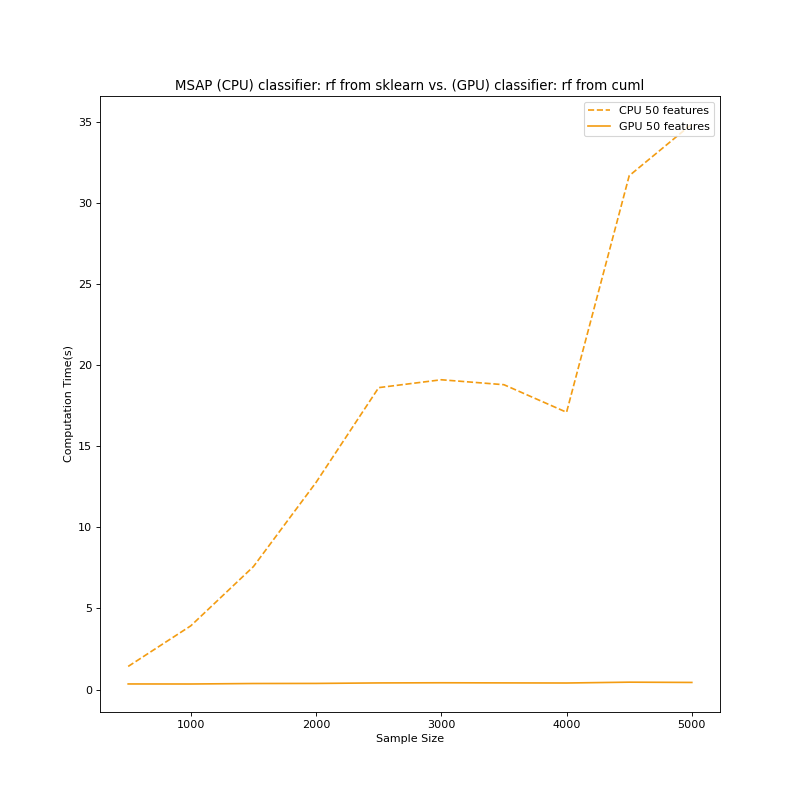 MSAP (CPU) classifier: rf from sklearn vs. (GPU) classifier: rf from cuml
CPU 50 features
GPU 50 features
35
30
25
20
15
10
5
0
Computation Time(s)
1000 2000 3000 4000 5000
Sample Size